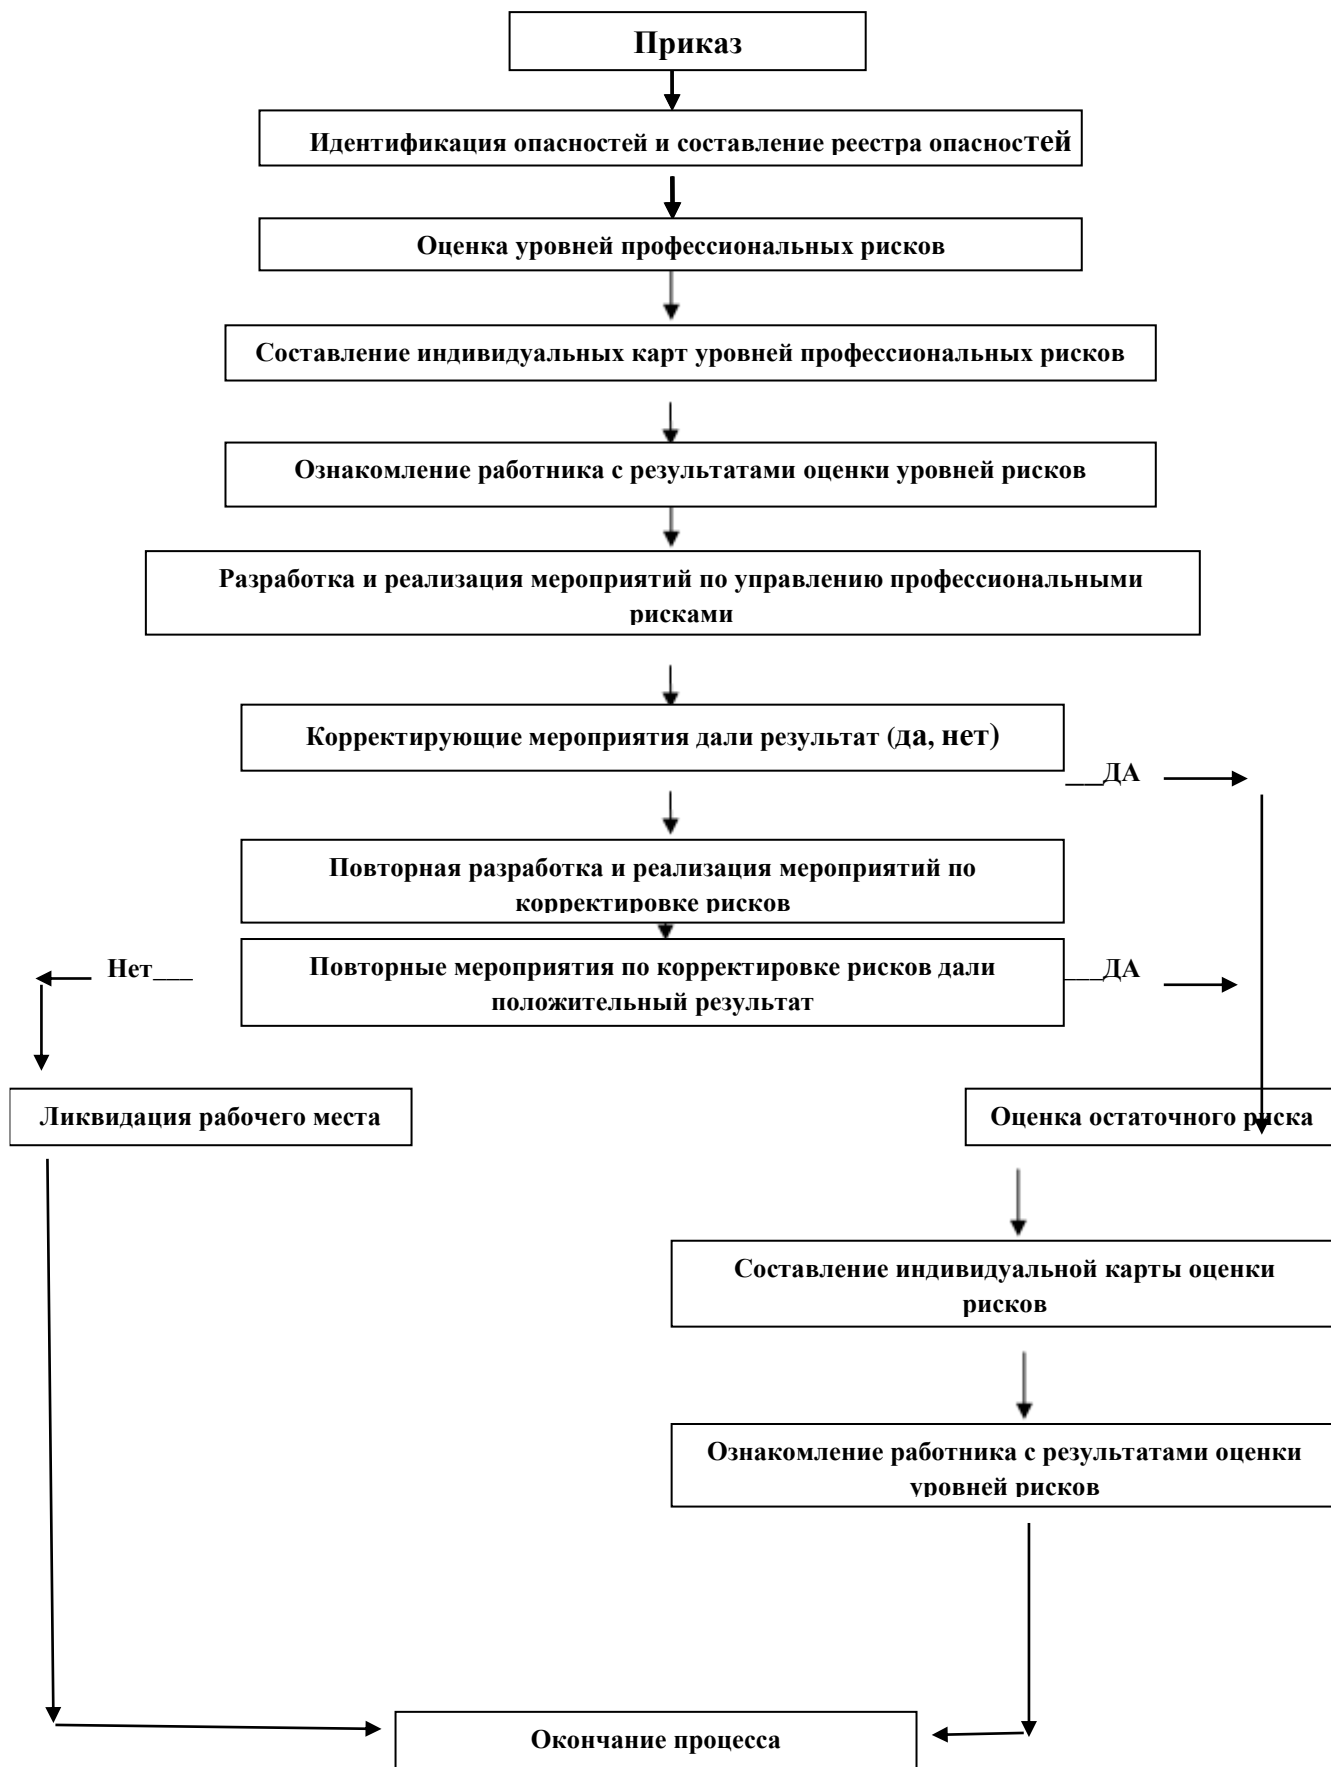 Приказ
Идентификация опасностей и составление реестра опасностей
Оценка уровней профессиональных рисков
Составление индивидуальных карт уровней профессиональных рисков
Ознакомление работника с результатами оценки уровней рисков
Разработка и реализация мероприятий по управлению профессиональными
рисками
Корректирующие мероприятия дали результат (да, нет)
___ДА
Повторная разработка и реализация мероприятий по
корректировке рисков
Нет___
Повторные мероприятия по корректировке рисков дали
положительный результат
___ДА
Ликвидация рабочего места
Оценка остаточного риска
Составление индивидуальной карты оценки
рисков
Ознакомление работника с результатами оценки
уровней рисков
Окончание процесса